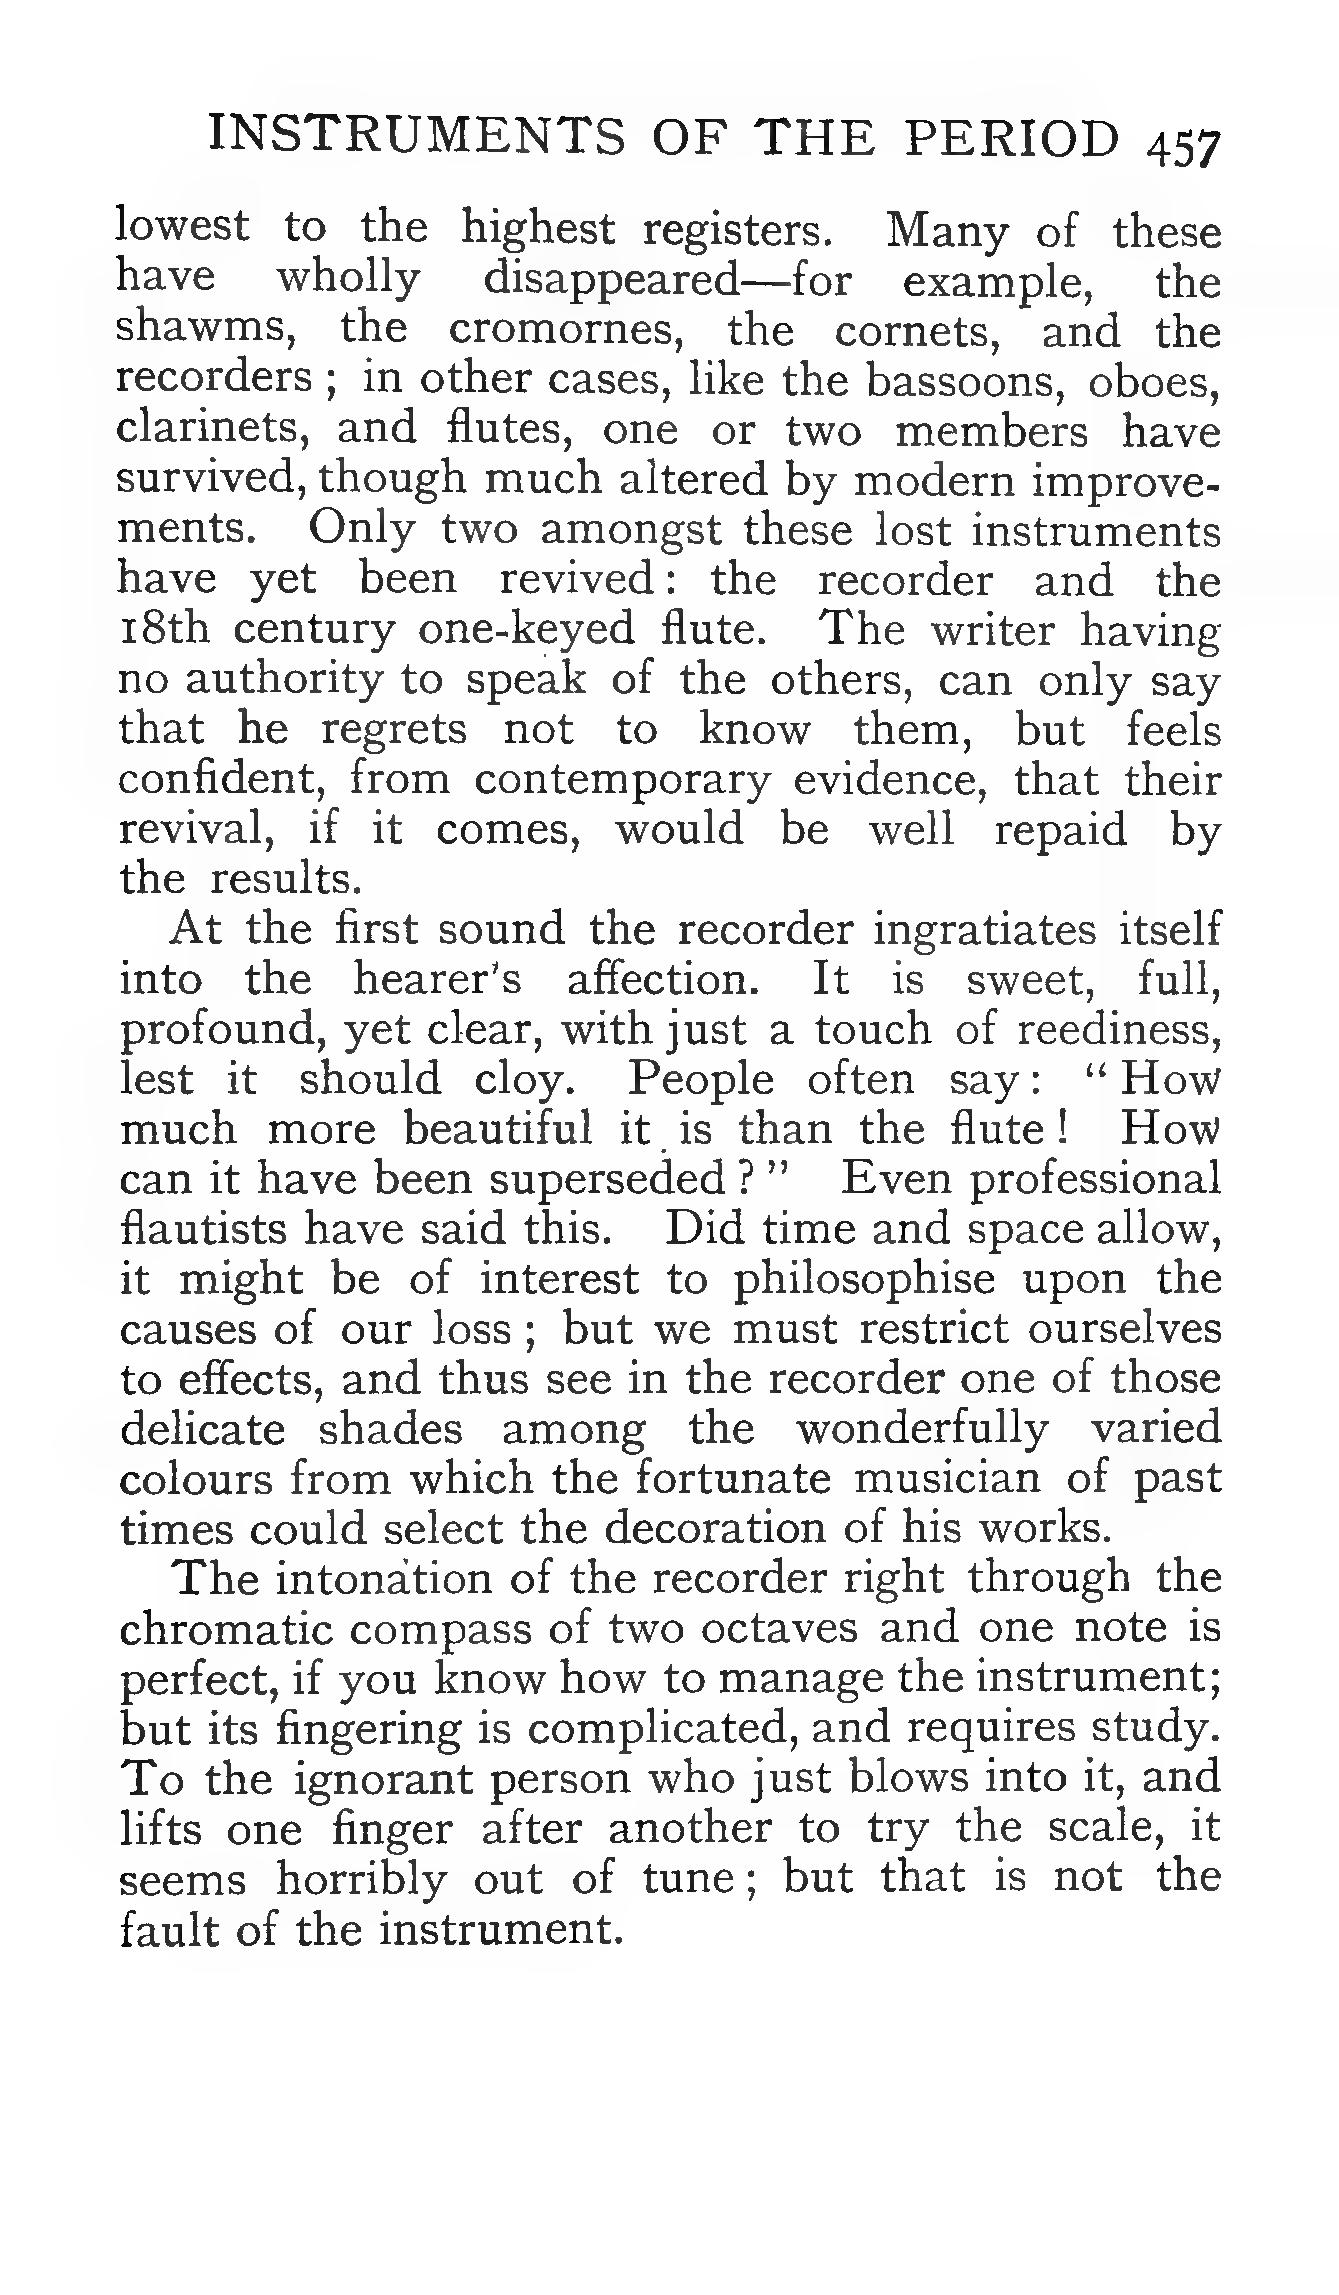 INSTRUMENTS OF THE PERIOD 457
lowest to the highest registers. Many of these
have wholly disappeared—for example, the
shawms, the cromornes, the cornets, and the
recorders ; in other cases, like the bassoons, oboes,
clarinets, and flutes, one or two members have
survived, though much altered by modern improve-
ments. Only two amongst these lost instruments
have yet been revived : the recorder and the
18th century one-keyed flute. The writer having
no authority to speak of the others, can only say
that he regrets not to know them, but feels
confident, from contemporary evidence, that their
revival, if it comes, would be well repaid by
the results.
At the first sound the recorder ingratiates itself
into the hearer's affection. It is sweet, full,
profound, yet clear, with just a touch of reediness,
lest it should cloy. People often say : “ How
much more beautiful it is than the flute ! How
can it have been superseded ? ” Even professional
flautists have said this. Did time and space allow,
it might be of interest to philosophise upon the
causes of our loss ; but we must restrict ourselves
to effects, and thus see in the recorder one of those
delicate shades among the wonderfully varied
colours from which the fortunate musician of past
times could select the decoration of his works.
The intonation of the recorder right through the
chromatic compass of two octaves and one note is
perfect, if you know how to manage the instrument;
but its fingering is complicated, and requires study.
To the ignorant person who just blows into it, and
lifts one finger after another to try the scale, it
seems horribly out of tune ; but that is not the
fault of the instrument.